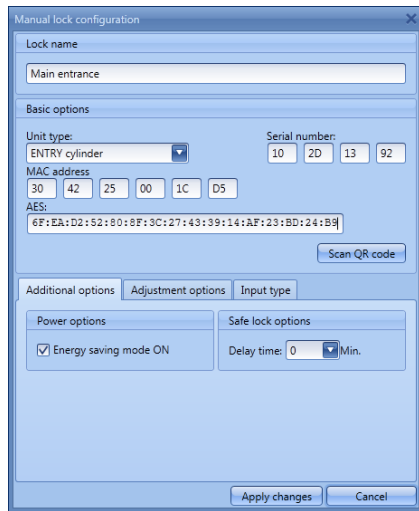 Manual lock configuration
Lock name
Main entrance
Basic options
Unit type: Serial number:
ENTRY cylinder 10 2D 13 92
MAC address
30 42 25 00 1C D5
AES:
6F:EA:D2:52:80:8F:3C:27:43:39:14:AF:23:BD:24:B9
Scan QR code
Additional options Adjustment options Input type
Power options Safe lock options
Energy saving mode ON Delay time: 0 Min.
Apply changes Cancel